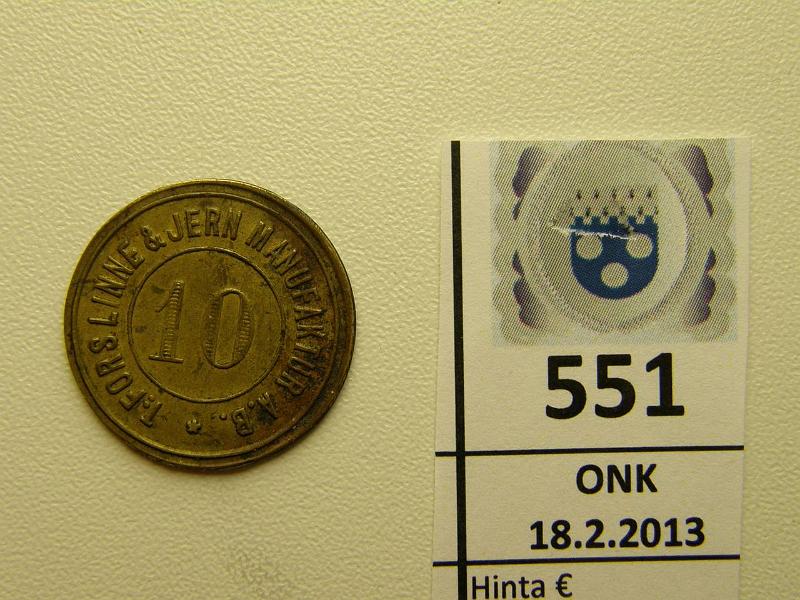 T.FORS LINNE & JERN MANUFAKTUR A.B.
10
551
ONK
18.2.2013
Hinta €